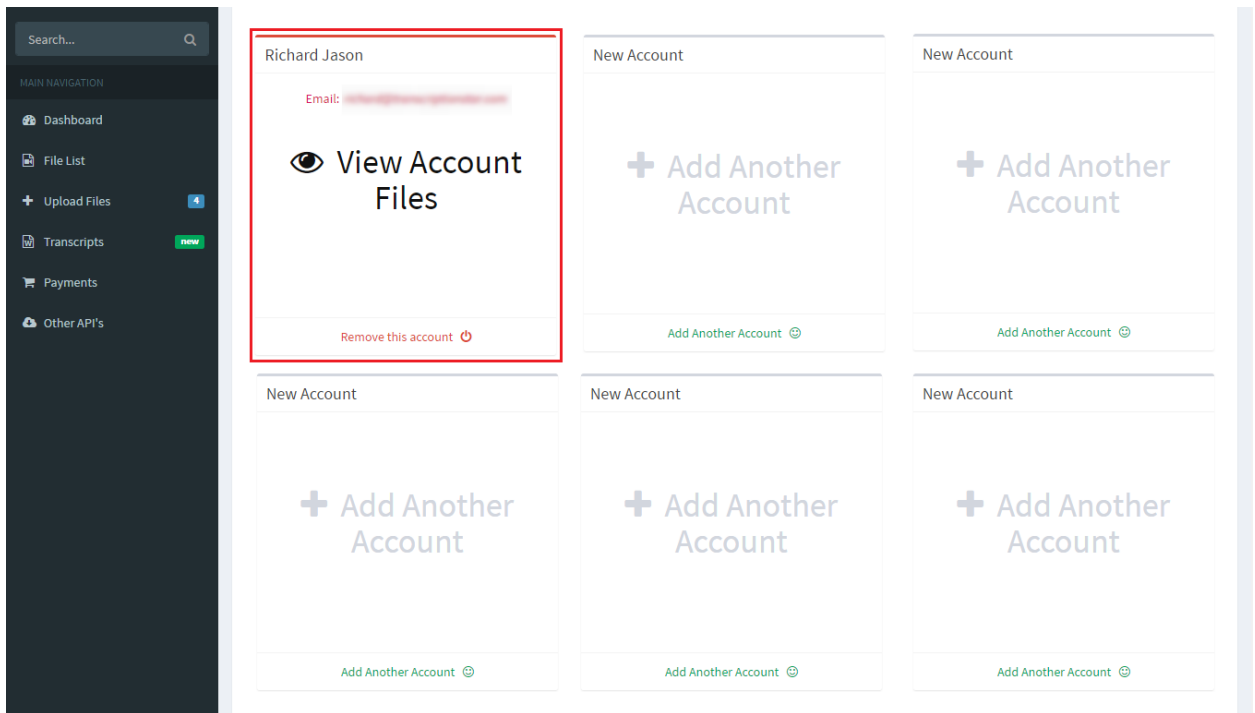 Search...
MAIN NAVIGATION
Dashboard
File List
Upload Files 4
Transcripts new
Payments
Other API's
Richard Jason
Email:
View Account
Files
Remove this account
New Account
Add Another
Account
Add Another Account
New Account
Add Another
Account
Add Another Account
New Account
Add Another
Account
Add Another Account
New Account
Add Another
Account
Add Another Account
New Account
Add Another
Account
Add Another Account